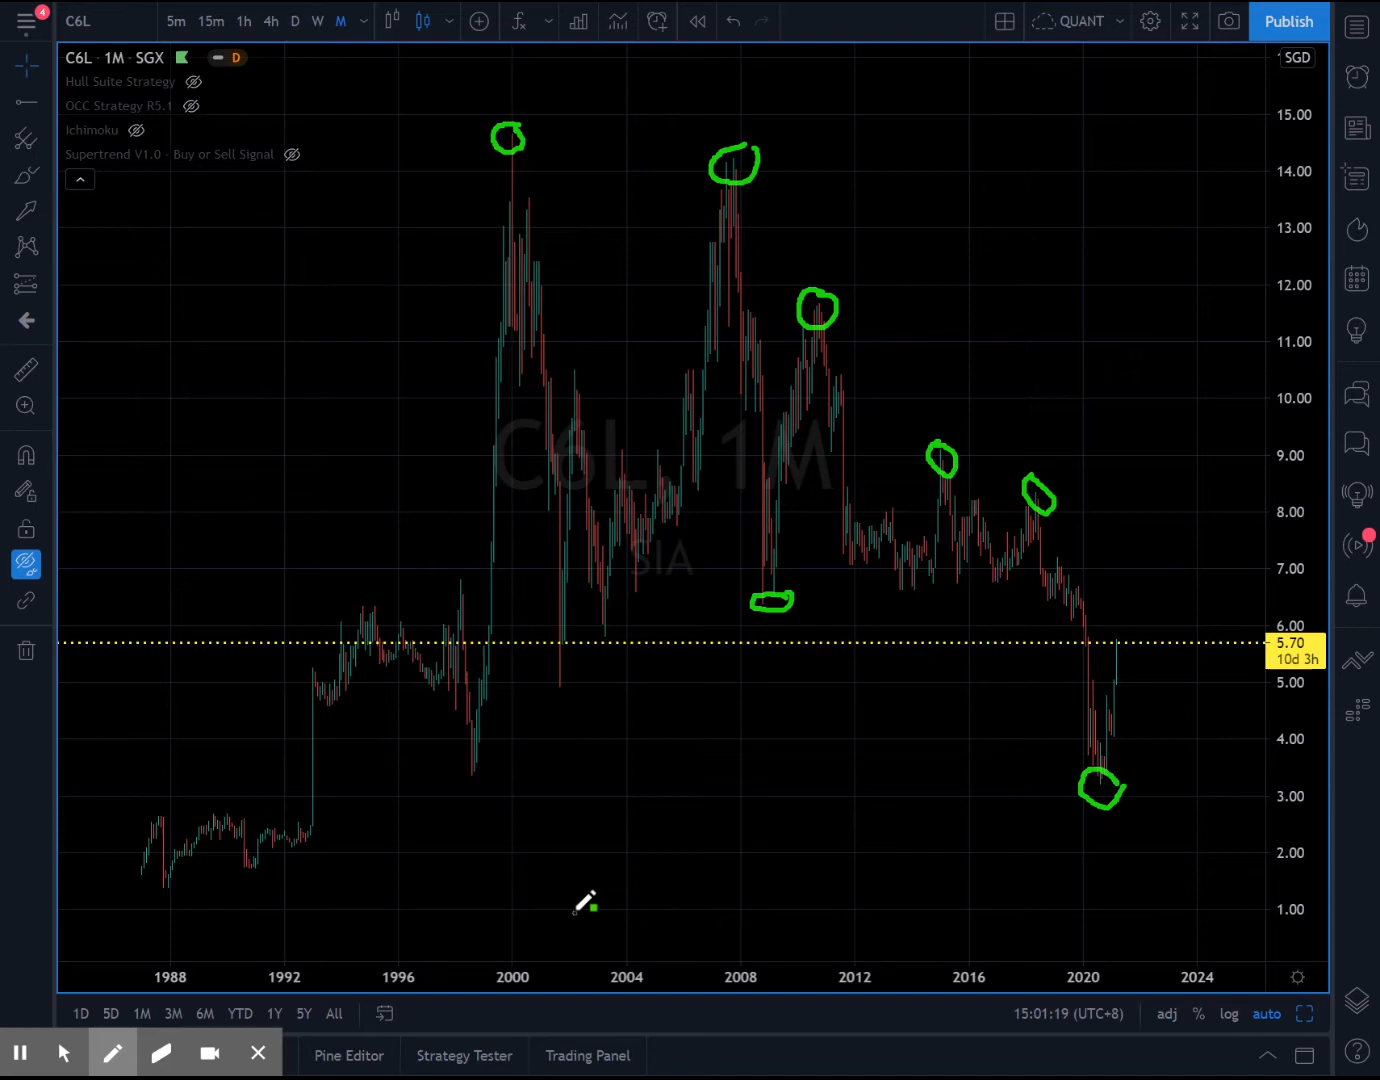 4
C6L 5m 15m 1h 4h D W M QUANT Publish
C6L · 1M · SGX D SGD
Hull Suite Strategy
OCC Strategy R5.1
Ichimoku
Supertrend V1.0 - Buy or Sell Signal
15.00
14.00
13.00
12.00
11.00
10.00
9.00
8.00
7.00
6.00
5.70
10d 3h
5.00
4.00
3.00
2.00
1.00
C6L, 1M
SIA
1988 1992 1996 2000 2004 2008 2012 2016 2020 2024
1D 5D 1M 3M 6M YTD 1Y 5Y All 15:01:19 (UTC+8) adj % log auto
Pine Editor Strategy Tester Trading Panel